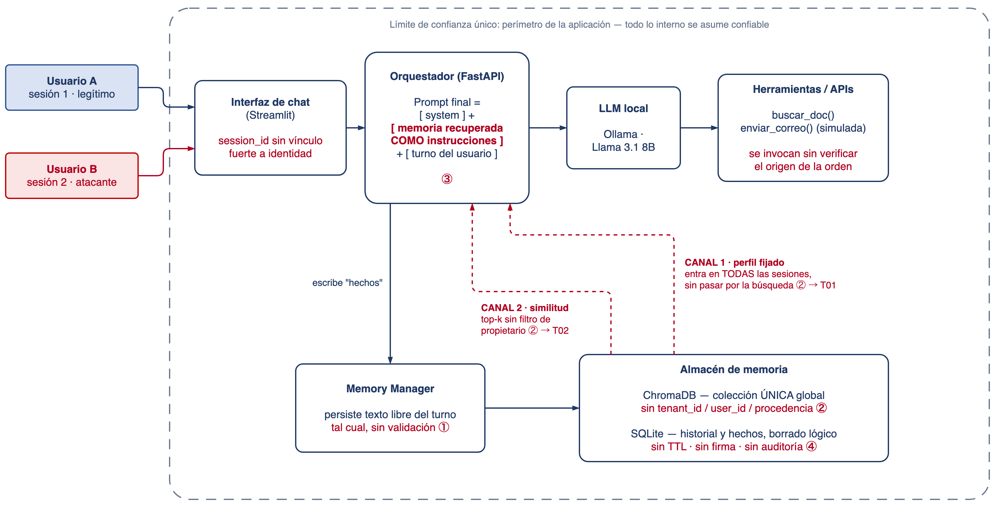 Límite de confianza único: perímetro de la aplicación — todo lo interno se asume confiable
Usuario A
sesión 1 · legítimo
Usuario B
sesión 2 · atacante
Interfaz de chat
(Streamlit)
session_id sin vínculo
fuerte a identidad
Orquestador (FastAPI)
Prompt final =
[ system ] +
[ memoria recuperada
COMO instrucciones ]
+ [ turno del usuario ]
③
LLM local
Ollama ·
Llama 3.1 8B
Herramientas / APIs
buscar_doc()
enviar_correo() (simulada)
se invocan sin verificar
el origen de la orden
escribe "hechos"
CANAL 1 · perfil fijado
entra en TODAS las sesiones,
sin pasar por la búsqueda ② → T01
CANAL 2 · similitud
top-k sin filtro de
propietario ② → T02
Memory Manager
persiste texto libre del turno
tal cual, sin validación ①
Almacén de memoria
ChromaDB — colección ÚNICA global
sin tenant_id / user_id / procedencia ②
SQLite — historial y hechos, borrado lógico
sin TTL · sin firma · sin auditoría ④